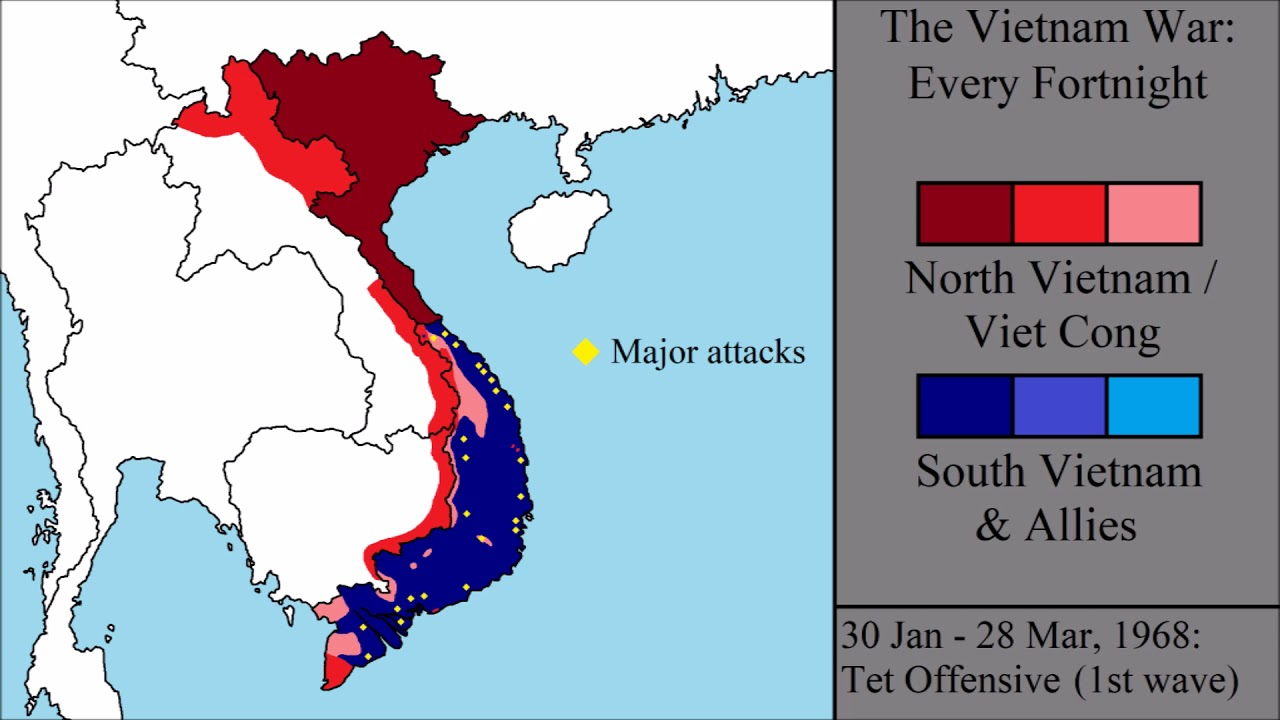 The Vietnam War:
Every Fortnight
North Vietnam /
Viet Cong
Major attacks
South Vietnam
& Allies
30 Jan - 28 Mar, 1968:
Tet Offensive (1st wave)